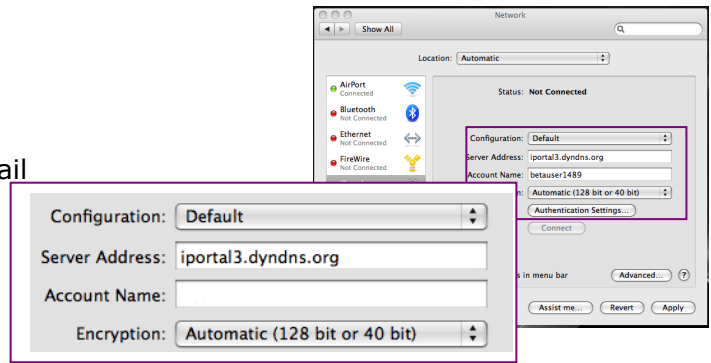 Network
Show All
Location: Automatic
AirPort
Connected
Status: Not Connected
Bluetooth
Not Connected
Ethernet
Not Connected
FireWire
Not Connected
Configuration: Default
Server Address: iportal3.dyndns.org
Account Name: betauser1489
Automatic (128 bit or 40 bit)
Authentication Settings...
Connect
in menu bar
Advanced...
?
Assist me...
Revert
Apply
ail
Configuration: Default
Server Address: iportal3.dyndns.org
Account Name:
Encryption: Automatic (128 bit or 40 bit)